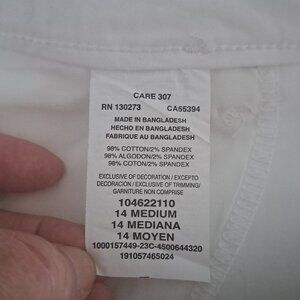 CARE 307
RN 130273 CA55394
MADE IN BANGLADESH
HECHO EN BANGLADESH
FABRIQUE AU BANGLADESH
98% COTTON/2% SPANDEX
98% ALGODON/2% SPANDEX
98% COTON/2% SPANDEX
EXCLUSIVE OF DECORATION / EXCEPTO
DECORACION / EXCLUSIVE OF TRIMMING/
GARNITURE NON COMPRISE
104622110
14 MEDIUM
14 MEDIANA
14 MOYEN
1000157449-23C-4500644320
191057465024